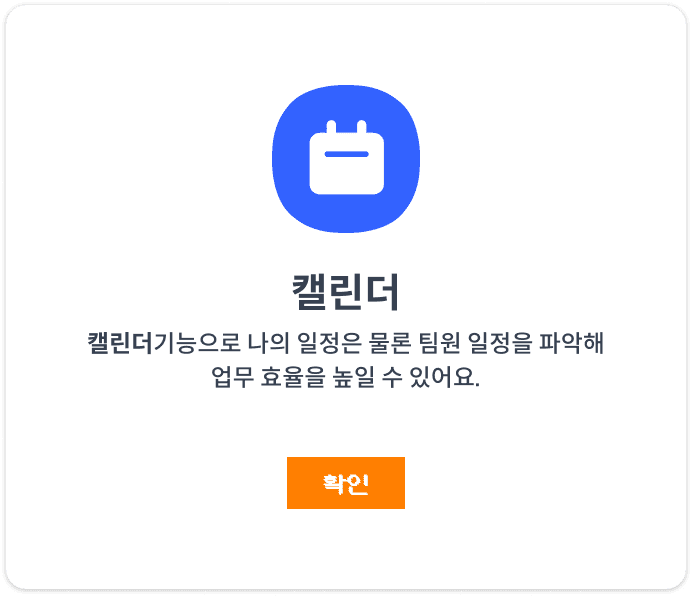 캘린더
캘린더기능으로 나의 일정은 물론 팀원 일정을 파악해
업무 효율을 높일 수 있어요.
확인